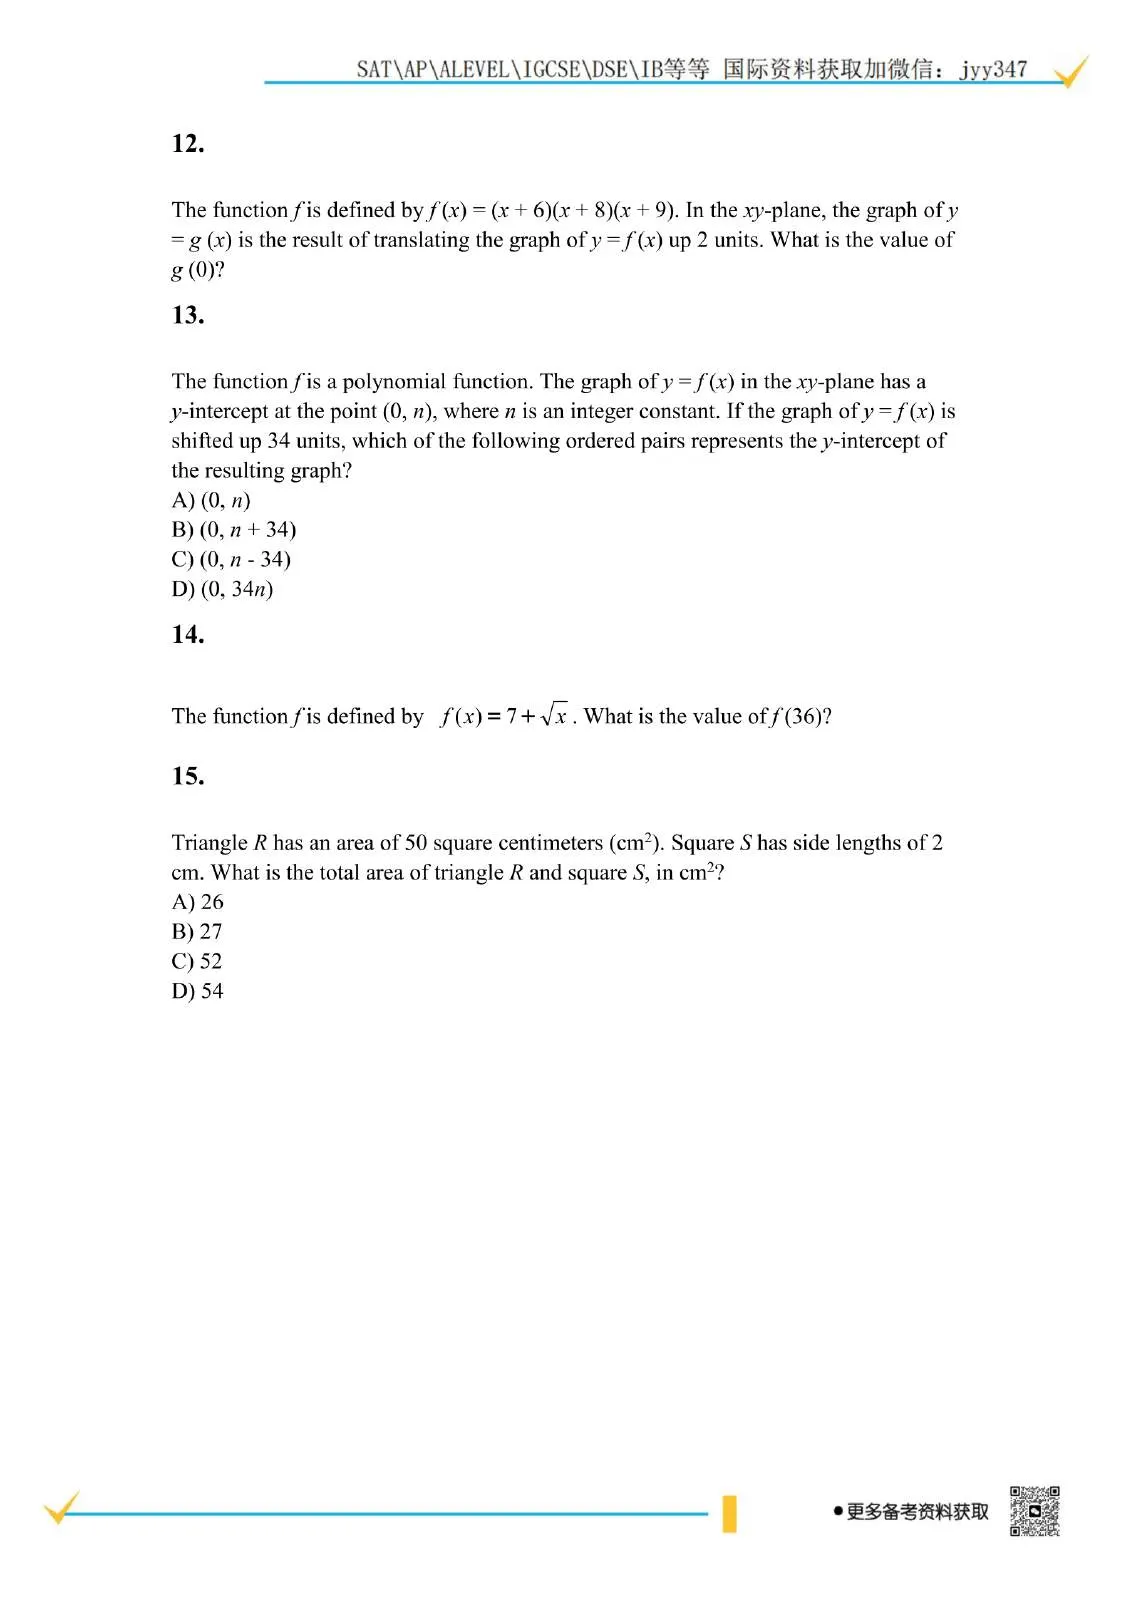 SAT\AP\ALEVEL\IGCSE\DSE\IB等等 国际资料获取加微信：jyy347
12.
The function f is defined by f (x) = (x + 6)(x + 8)(x + 9). In the xy-plane, the graph of y
= g (x) is the result of translating the graph of y = f (x) up 2 units. What is the value of
g (0)?
13.
The function f is a polynomial function. The graph of y = f (x) in the xy-plane has a
y-intercept at the point (0, n), where n is an integer constant. If the graph of y = f (x) is
shifted up 34 units, which of the following ordered pairs represents the y-intercept of
the resulting graph?
A) (0, n)
B) (0, n + 34)
C) (0, n - 34)
D) (0, 34n)
14.
The function f is defined by f (x) = 7 + √x . What is the value of f (36)?
15.
Triangle R has an area of 50 square centimeters (cm²). Square S has side lengths of 2
cm. What is the total area of triangle R and square S, in cm²?
A) 26
B) 27
C) 52
D) 54
●更多备考资料获取